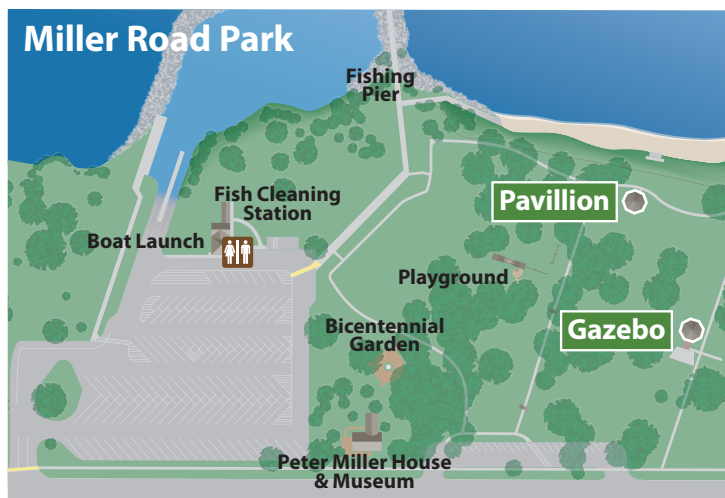 Miller Road Park
Fishing
Pier
Fish Cleaning
Station
Pavillion
Boat Launch
Playground
Bicentennial
Garden
Gazebo
Peter Miller House
& Museum